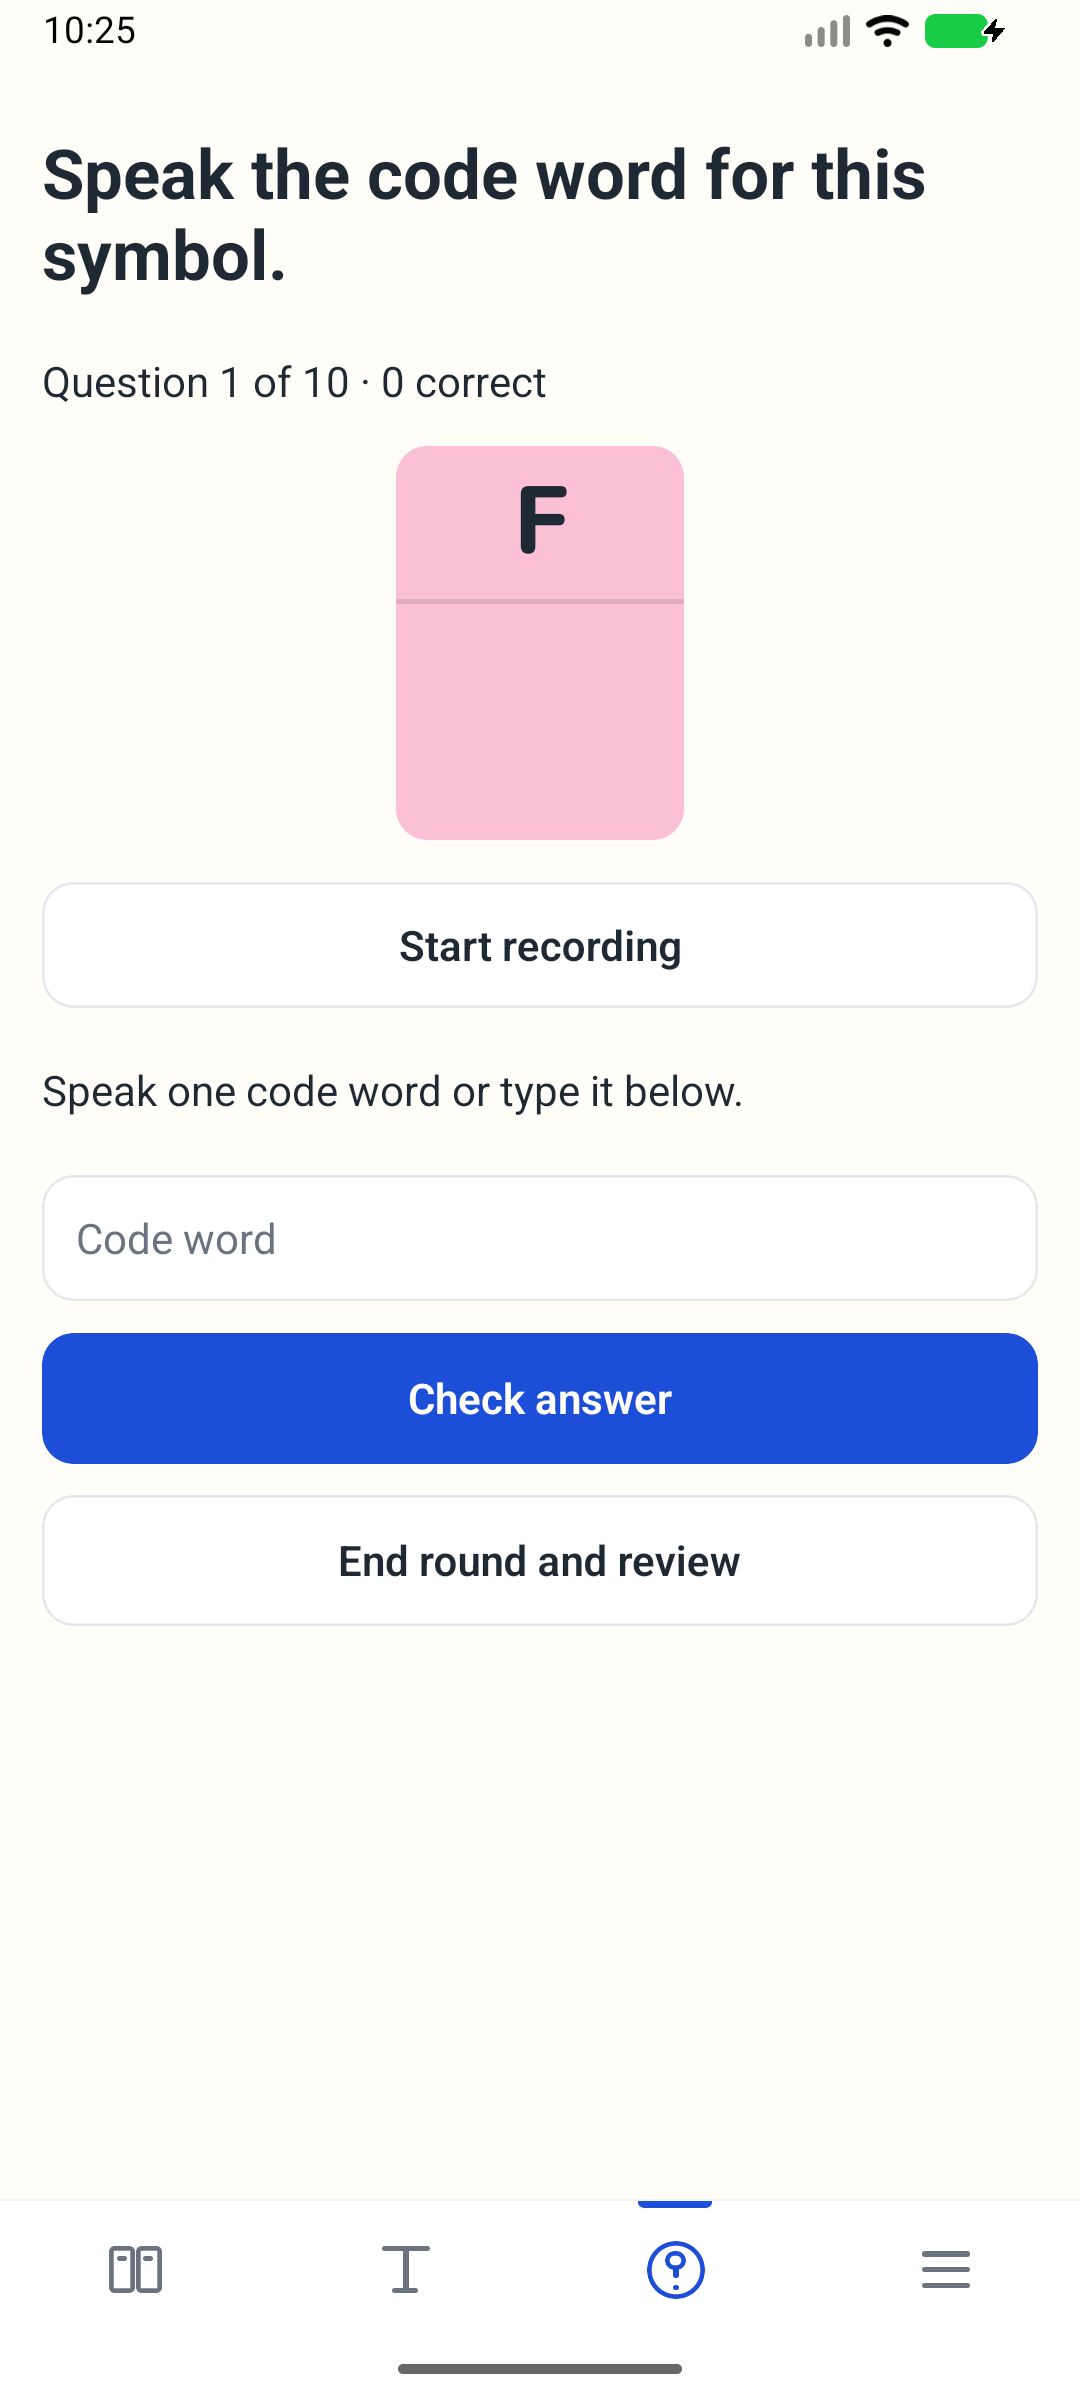 10:25
Speak the code word for this
symbol.
Question 1 of 10 · 0 correct
F
Start recording
Speak one code word or type it below.
Code word
Check answer
End round and review